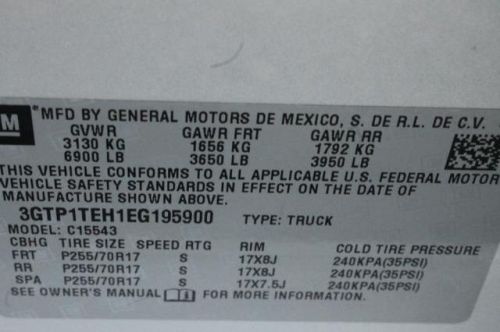 GM
MFD BY GENERAL MOTORS DE MEXICO, S. DE R.L. DE C.V.
GVWR GAWR FRT GAWR RR
3130 KG 1656 KG 1792 KG
6900 LB 3650 LB 3950 LB
THIS VEHICLE CONFORMS TO ALL APPLICABLE U.S. FEDERAL MOTOR
VEHICLE SAFETY STANDARDS IN EFFECT ON THE DATE OF
MANUFACTURE SHOWN ABOVE.
3GTP1TEH1EG195900 TYPE: TRUCK
MODEL: C15543
CBHG TIRE SIZE SPEED RTG RIM COLD TIRE PRESSURE
FRT P255/70R17 S 17X8J 240KPA(35PSI)
RR P255/70R17 S 17X8J 240KPA(35PSI)
SPA P255/70R17 S 17X7.5J 240KPA(35PSI)
SEE OWNER'S MANUAL FOR MORE INFORMATION.